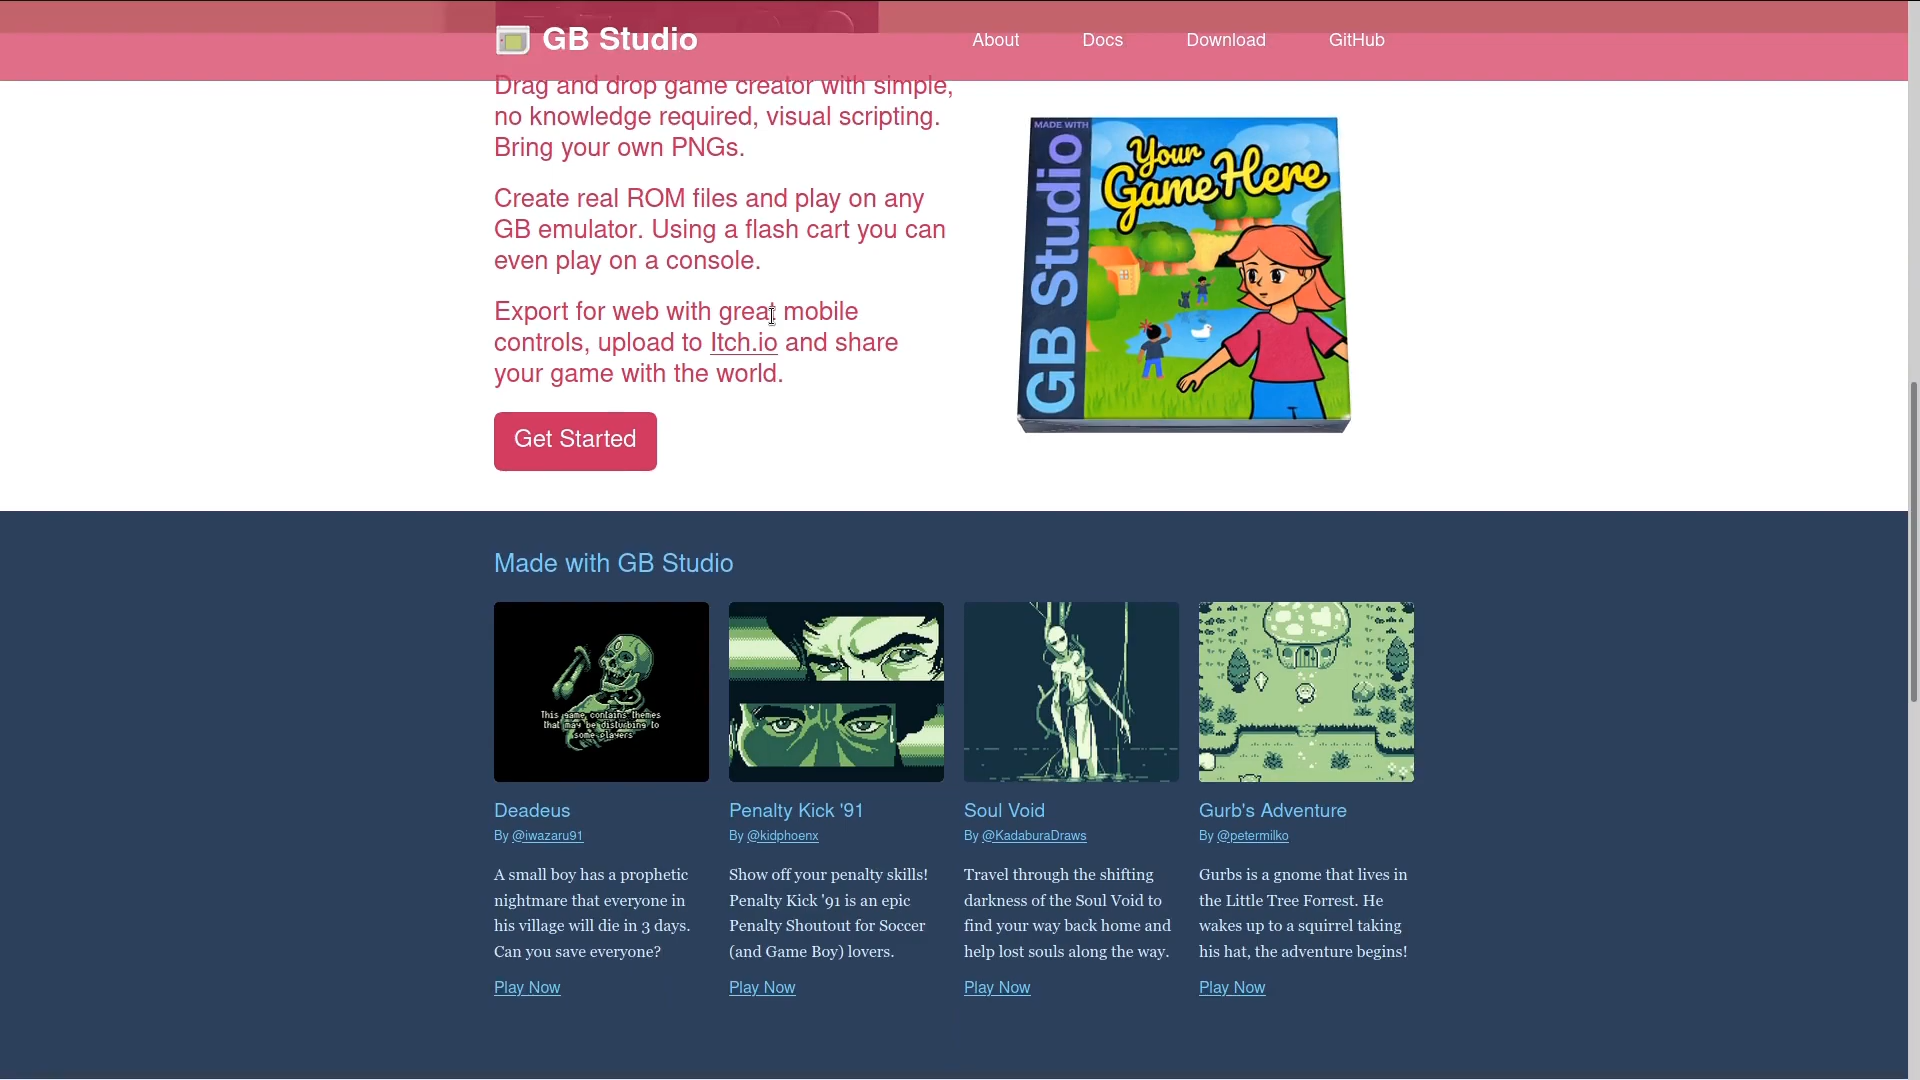 GB Studio
About
Docs
Download
GitHub
Drag and drop game creator with simple,
no knowledge required, visual scripting.
Bring your own PNGs.
Create real ROM files and play on any
GB emulator. Using a flash cart you can
even play on a console.
Export for web with great mobile
controls, upload to Itch.io and share
your game with the world.
Get Started
MADE WITH
GB Studio
Your
Game Here
Made with GB Studio
This game contains themes
that may be disturbing to
some players
Deadeus
By @iwazaru91
A small boy has a prophetic
nightmare that everyone in
his village will die in 3 days.
Can you save everyone?
Play Now
Penalty Kick '91
By @kidphoenx
Show off your penalty skills!
Penalty Kick '91 is an epic
Penalty Shoutout for Soccer
(and Game Boy) lovers.
Play Now
Soul Void
By @KadaburaDraws
Travel through the shifting
darkness of the Soul Void to
find your way back home and
help lost souls along the way.
Play Now
Gurb's Adventure
By @petermilko
Gurbs is a gnome that lives in
the Little Tree Forrest. He
wakes up to a squirrel taking
his hat, the adventure begins!
Play Now